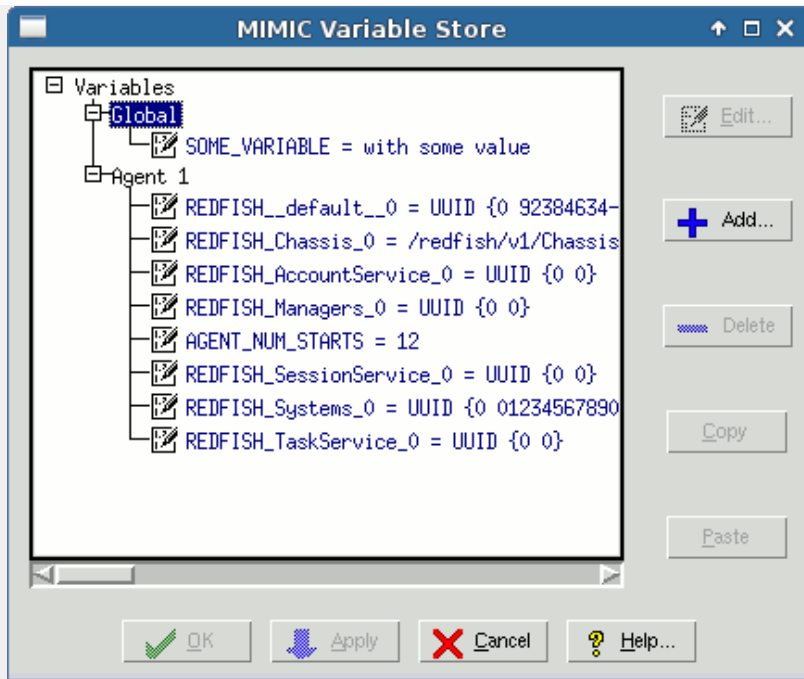 MIMIC Variable Store
Variables
Global
SOME_VARIABLE = with some value
Agent 1
REDFISH__default__0 = UUID {0 92384634-
REDFISH_Chassis_0 = /redfish/v1/Chassis
REDFISH_AccountService_0 = UUID {0 0}
REDFISH_Managers_0 = UUID {0 0}
AGENT_NUM_STARTS = 12
REDFISH_SessionService_0 = UUID {0 0}
REDFISH_Systems_0 = UUID {0 01234567890
REDFISH_TaskService_0 = UUID {0 0}
Edit...
Add...
Delete
Copy
Paste
OK
Apply
Cancel
Help...